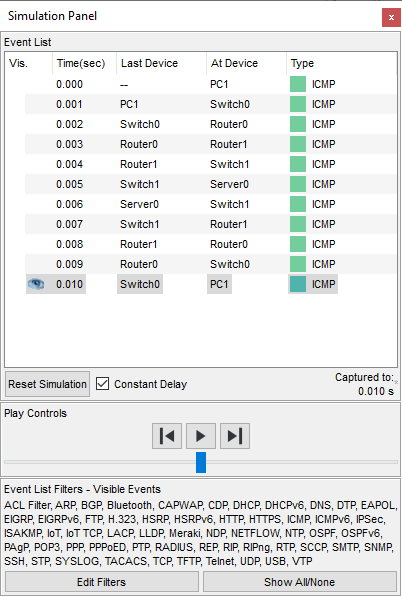 Simulation Panel
x
Event List
Vis. Time(sec) Last Device At Device Type
0.000 -- PC1 ICMP
0.001 PC1 Switch0 ICMP
0.002 Switch0 Router0 ICMP
0.003 Router0 Router1 ICMP
0.004 Router1 Switch1 ICMP
0.005 Switch1 Server0 ICMP
0.006 Server0 Switch1 ICMP
0.007 Switch1 Router1 ICMP
0.008 Router1 Router0 ICMP
0.009 Router0 Switch0 ICMP
0.010 Switch0 PC1 ICMP
Reset Simulation Constant Delay Captured to:
0.010 s
Play Controls
Event List Filters - Visible Events
ACL Filter, ARP, BGP, Bluetooth, CAPWAP, CDP, DHCP, DHCPv6, DNS, DTP, EAPOL,
EIGRP, EIGRPv6, FTP, H.323, HSRP, HSRPv6, HTTP, HTTPS, ICMP, ICMPv6, IPSec,
ISAKMP, IoT, IoT TCP, LACP, LLDP, Meraki, NDP, NETFLOW, NTP, OSPF, OSPFv6,
PAgP, POP3, PPP, PPPoED, PTP, RADIUS, REP, RIP, RIPng, RTP, SCCP, SMTP, SNMP,
SSH, STP, SYSLOG, TACACS, TCP, TFTP, Telnet, UDP, USB, VTP
Edit Filters Show All/None